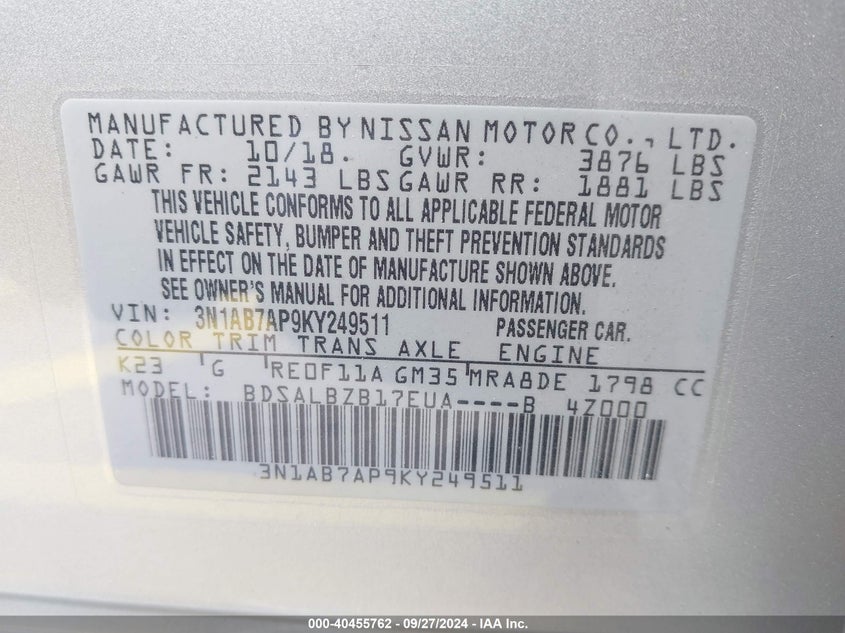 MANUFACTURED BY NISSAN MOTOR CO., LTD.
DATE: 10/18. GVWR: 3876 LBS
GAWR FR: 2143 LBS GAWR RR: 1881 LBS
THIS VEHICLE CONFORMS TO ALL APPLICABLE FEDERAL MOTOR
VEHICLE SAFETY, BUMPER AND THEFT PREVENTION STANDARDS
IN EFFECT ON THE DATE OF MANUFACTURE SHOWN ABOVE.
SEE OWNER'S MANUAL FOR ADDITIONAL INFORMATION.
VIN: 3N1AB7AP9KY249511 PASSENGER CAR.
COLOR TRIM TRANS AXLE ENGINE
K23 G RE0F11A GM35 MRA8DE 1798 CC
MODEL: BDSALBZB17EUA----B 4Z000
3N1AB7AP9KY249511
000-40455762 - 09/27/2024 - IAA Inc.